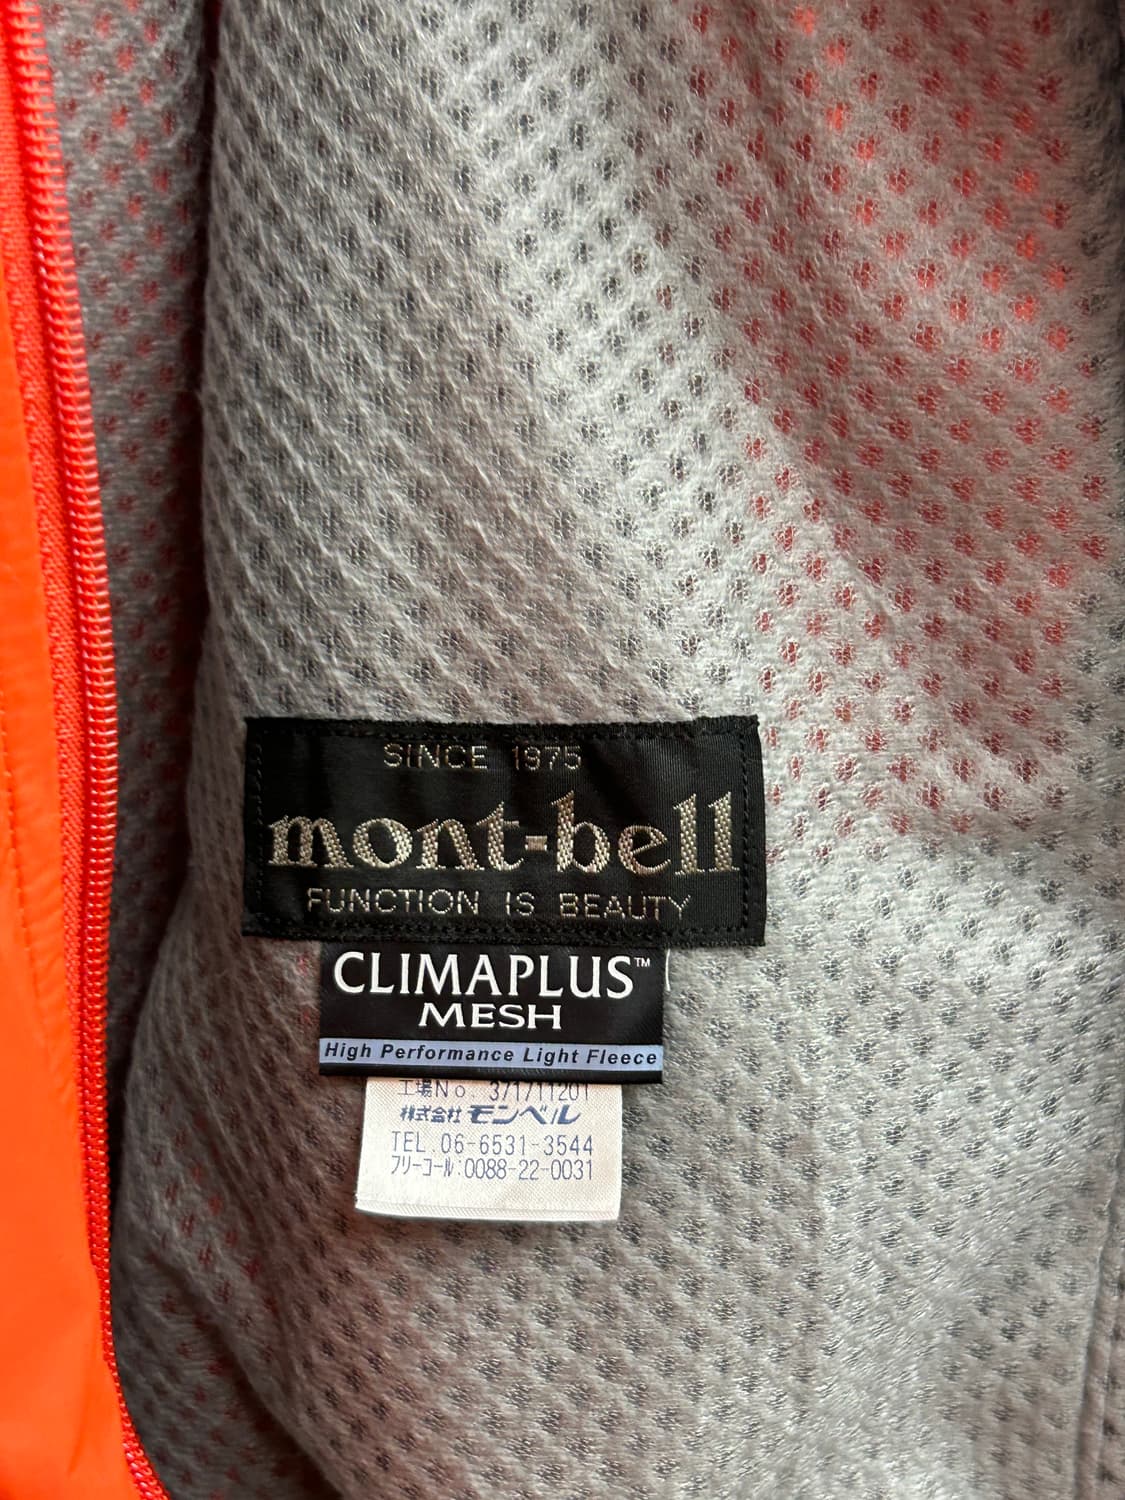 SINCE 1975
mont-bell
FUNCTION IS BEAUTY
CLIMAPLUS™
MESH
High Performance Light Fleece
工場No. 371711201
株式会社 モンベル
TEL.06-6531-3544
フリーコール:0088-22-0031